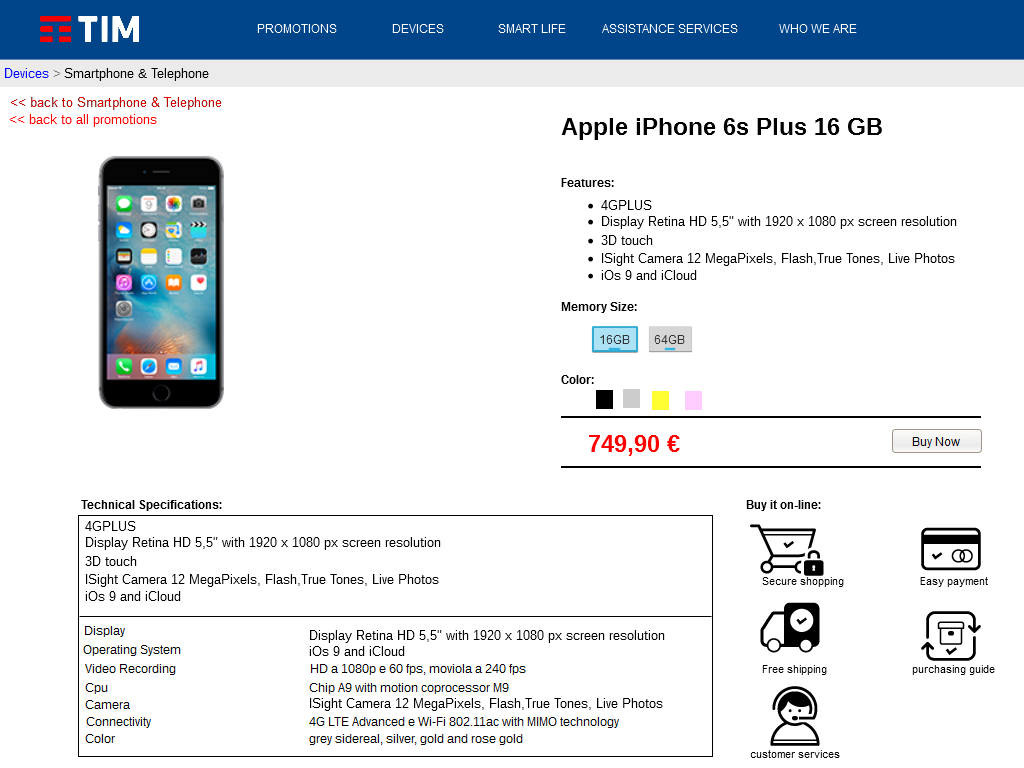 TIM
PROMOTIONS DEVICES SMART LIFE ASSISTANCE SERVICES WHO WE ARE
Devices > Smartphone & Telephone
<< back to Smartphone & Telephone
<< back to all promotions
Apple iPhone 6s Plus 16 GB
Features:
4GPLUS
Display Retina HD 5,5" with 1920 x 1080 px screen resolution
3D touch
ISight Camera 12 MegaPixels, Flash,True Tones, Live Photos
iOs 9 and iCloud
Memory Size:
16GB 64GB
Color:
749,90 € Buy Now
Technical Specifications:
4GPLUS
Display Retina HD 5,5" with 1920 x 1080 px screen resolution
3D touch
ISight Camera 12 MegaPixels, Flash,True Tones, Live Photos
iOs 9 and iCloud
Display Display Retina HD 5,5" with 1920 x 1080 px screen resolution
Operating System iOs 9 and iCloud
Video Recording HD a 1080p e 60 fps, moviola a 240 fps
Cpu Chip A9 with motion coprocessor M9
Camera ISight Camera 12 MegaPixels, Flash,True Tones, Live Photos
Connectivity 4G LTE Advanced e Wi-Fi 802.11ac with MIMO technology
Color grey sidereal, silver, gold and rose gold
Buy it on-line:
Secure shopping Easy payment
Free shipping purchasing guide
customer services